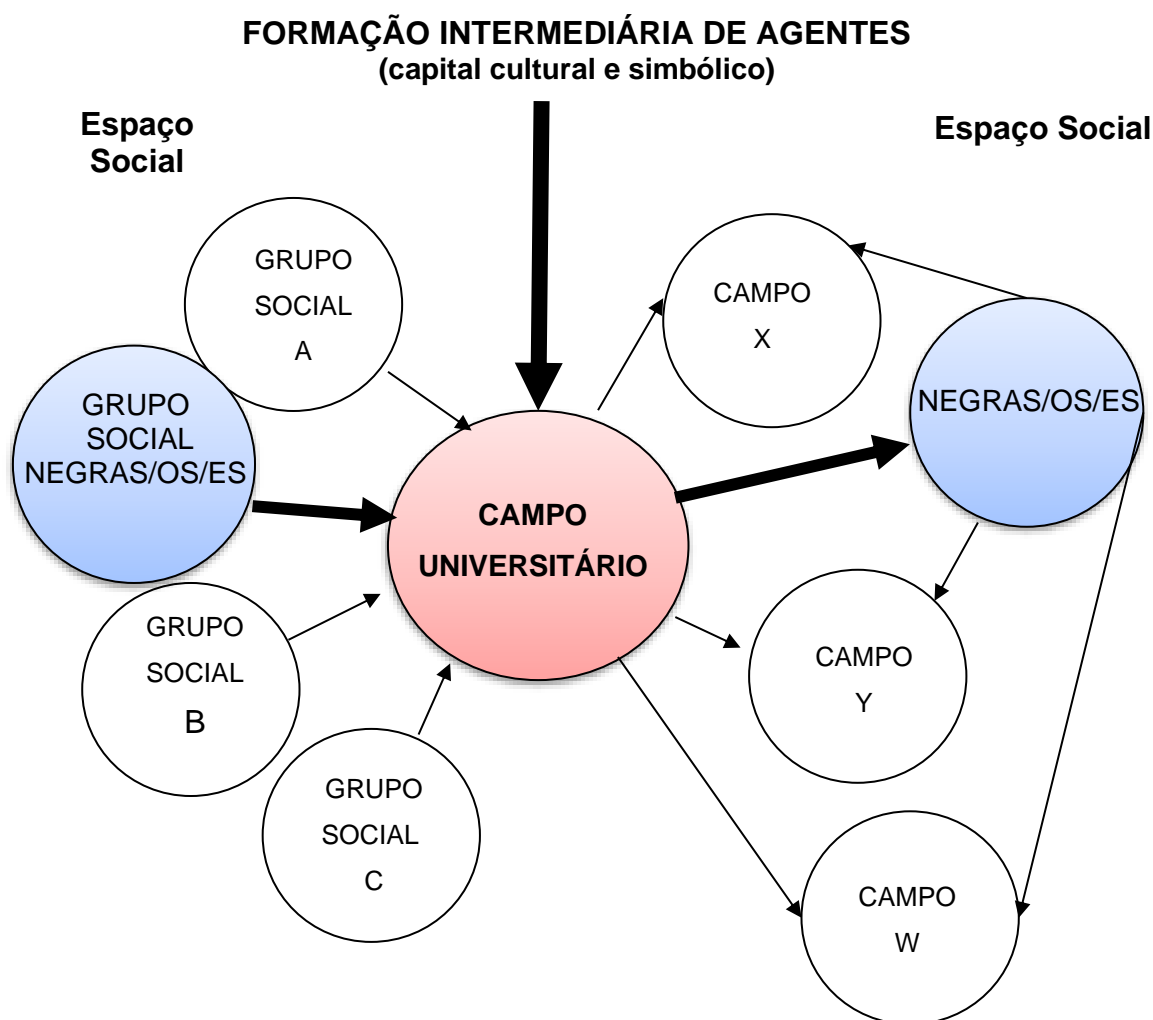 FORMAÇÃO INTERMEDIÁRIA DE AGENTES
(capital cultural e simbólico)
Espaço
Social
Espaço Social
GRUPO
SOCIAL
A
GRUPO
SOCIAL
NEGRAS/OS/ES
GRUPO
SOCIAL
B
GRUPO
SOCIAL
C
CAMPO
UNIVERSITÁRIO
CAMPO
X
NEGRAS/OS/ES
CAMPO
Y
CAMPO
W